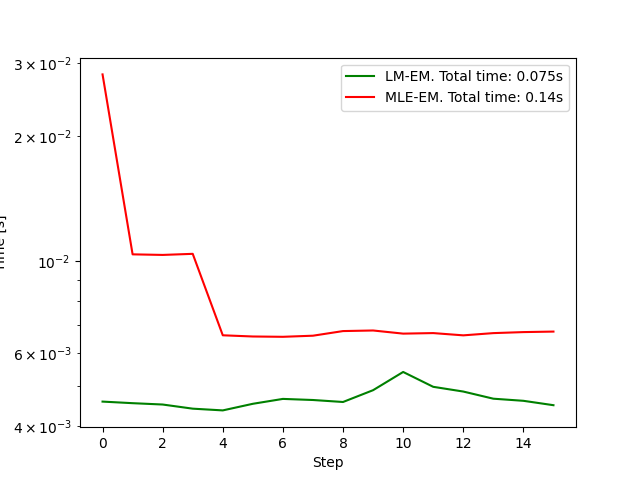 LM-EM. Total time: 0.075s
MLE-EM. Total time: 0.14s
3 × 10⁻²
2 × 10⁻²
10⁻²
6 × 10⁻³
4 × 10⁻³
[s]
0 2 4 6 8 10 12 14
Step